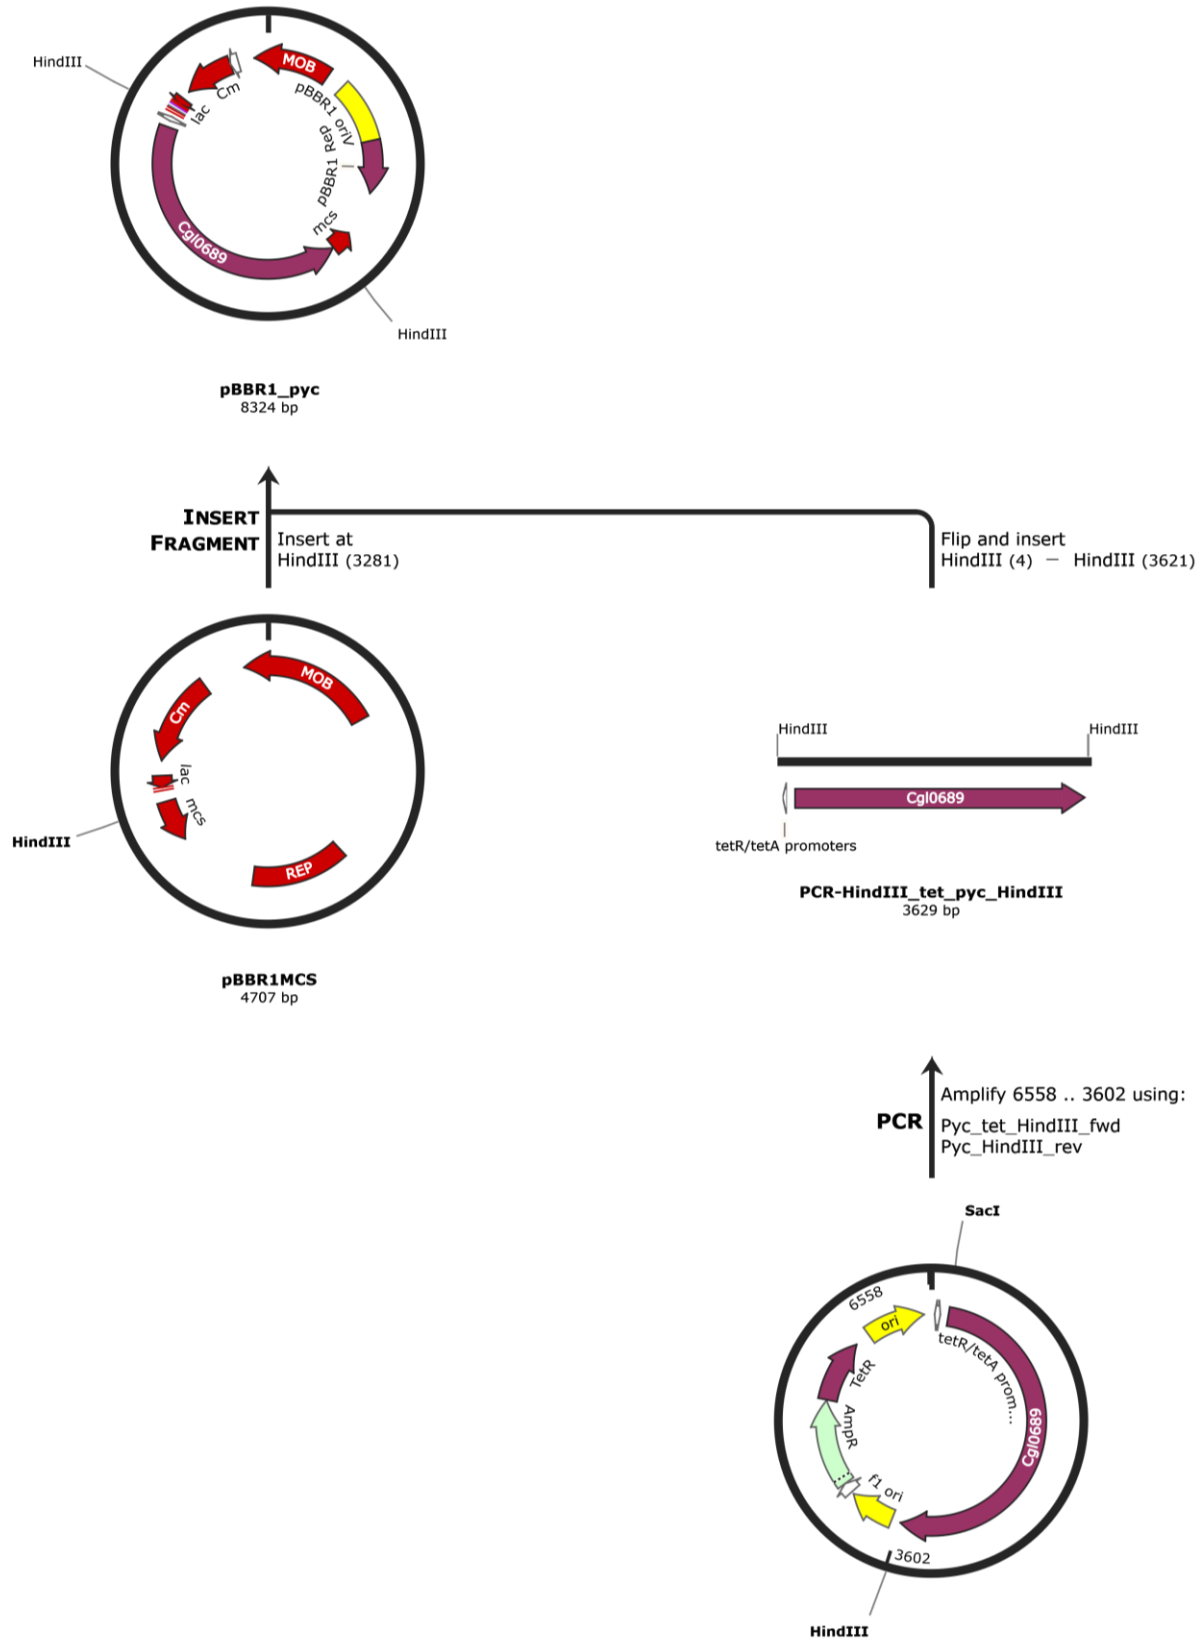 HindIII
MOB
Cm
lac
pBBR1 oriV
pBBR1 Rep
mcs
Cgl0689
HindIII
pBBR1_pyc
8324 bp
INSERT
FRAGMENT
Insert at
HindIII (3281)
Flip and insert
HindIII (4) – HindIII (3621)
MOB
Cm
lac
mcs
HindIII
REP
pBBR1MCS
4707 bp
HindIII
HindIII
Cgl0689
tetR/tetA promoters
PCR-HindIII_tet_pyc_HindIII
3629 bp
PCR
Amplify 6558 .. 3602 using:
Pyc_tet_HindIII_fwd
Pyc_HindIII_rev
SacI
6558
ori
tetR/tetA prom...
TetR
AmpR
Cgl0689
f1 ori
3602
HindIII